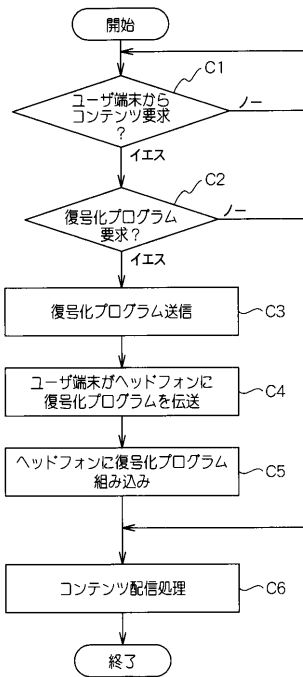 開始
C1
ユーザ端末から
コンテンツ要求
?
ノー
イエス
C2
復号化プログラム
要求?
ノー
イエス
復号化プログラム送信
C3
ユーザ端末がヘッドフォンに
復号化プログラムを伝送
C4
ヘッドフォンに復号化プログラム
組み込み
C5
コンテンツ配信処理
C6
終了